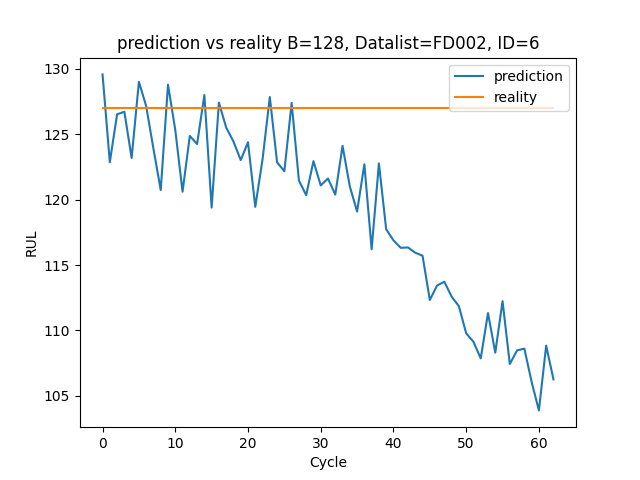 prediction vs reality B=128, Datalist=FD002, ID=6
prediction
reality
130
125
120
115
110
105
RUL
0 10 20 30 40 50 60
Cycle